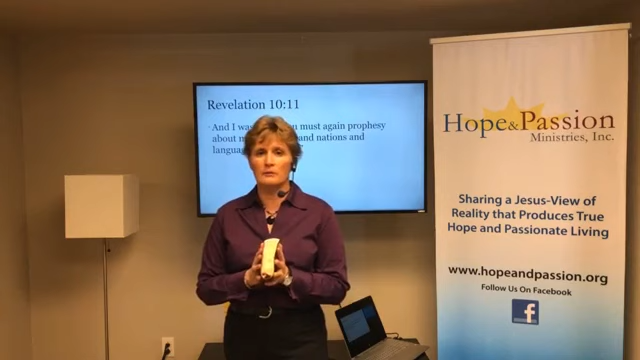 Revelation 10:11
And I was u must again prophesy
about m and nations and
langua
Hope&Passion
Ministries, Inc.
Sharing a Jesus-View of
Reality that Produces True
Hope and Passionate Living
www.hopeandpassion.org
Follow Us On Facebook
f